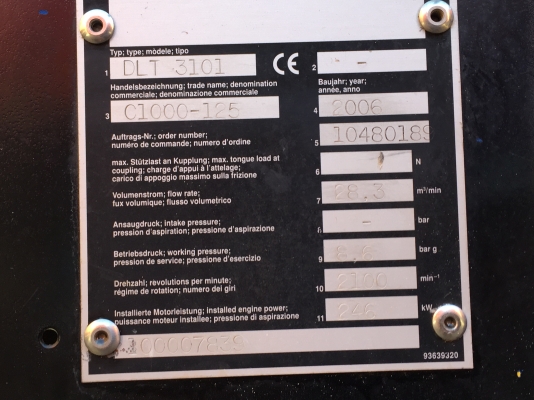 Typ; type; modele; tipo
1 DLT 3101 CE 2 -
Handelsbezeichnung; trade name; denomination
commerciale; denominazione commerciale
3 C1000-125
Baujahr; year;
année, anno
4 2006
Auftrags-Nr.; order number;
numéro de commande; numero d'ordine
5 10480189
max. Stützlast an Kupplung; max. tongue load at
coupling; charge d'appui à l'attelage;
carico di appoggio massimo sulla frizione
6 N
Volumenstrom; flow rate;
fux volumique; flusso volumetrico
7 28.3 m³/min
Ansaugdruck; intake pressure;
pression d'aspiration; pressione d'aspirazione
8 - bar
Betriebsdruck; working pressure;
pression de service; pressione d'esercizio
9 bar g
Drehzahl; revolutions per minute;
régime de rotation; numero dei giri
10 2100 min⁻¹
Installierte Motorleistung; installed engine power;
puissance moteur installee; pressione di aspirazione
11 kW
93639320